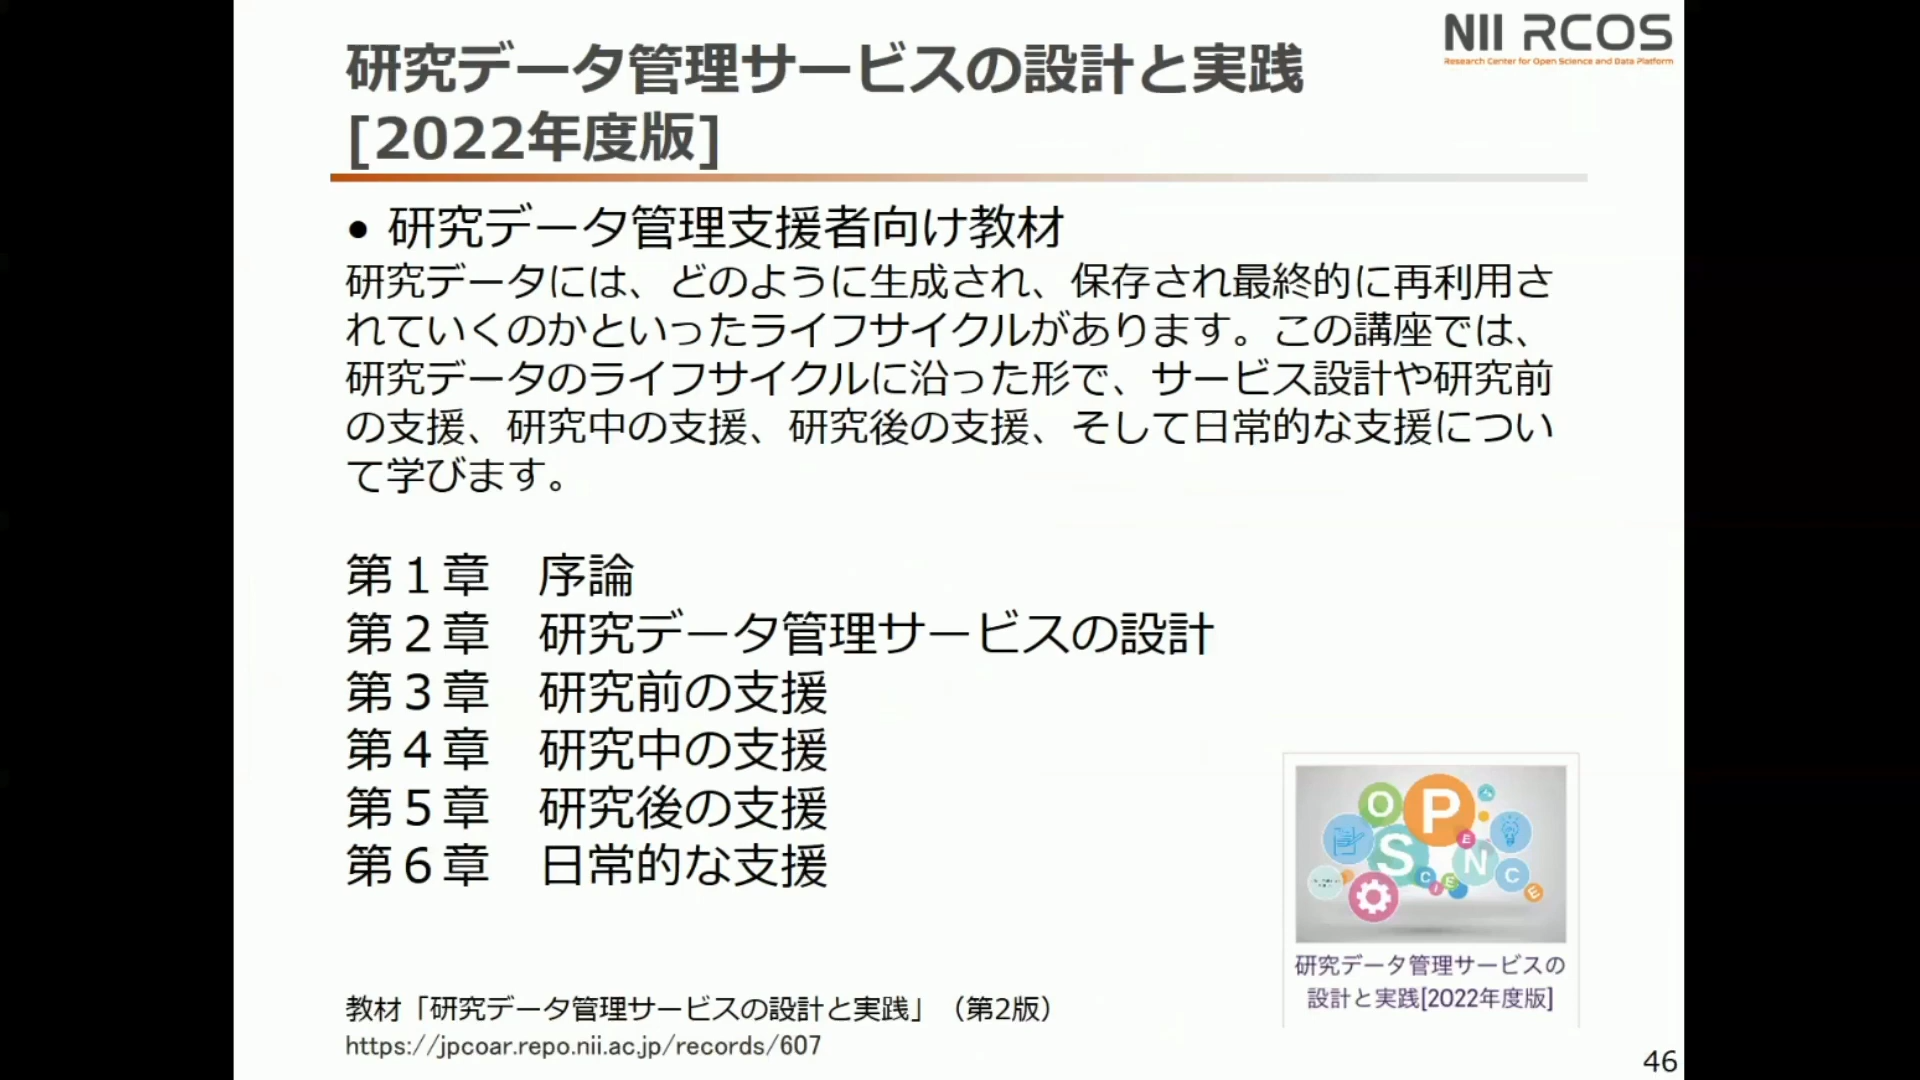 NII RCOS
Research Center for Open Science and Data Platform
研究データ管理サービスの設計と実践
[2022年度版]
• 研究データ管理支援者向け教材
研究データには、どのように生成され、保存され最終的に再利用さ
れていくのかといったライフサイクルがあります。この講座では、
研究データのライフサイクルに沿った形で、サービス設計や研究前
の支援、研究中の支援、研究後の支援、そして日常的な支援につい
て学びます。
第１章　序論
第２章　研究データ管理サービスの設計
第３章　研究前の支援
第４章　研究中の支援
第５章　研究後の支援
第６章　日常的な支援
OPEN
SCIENCE
研究データ管理サービスの
設計と実践[2022年度版]
教材「研究データ管理サービスの設計と実践」（第2版）
https://jpcoar.repo.nii.ac.jp/records/607
46